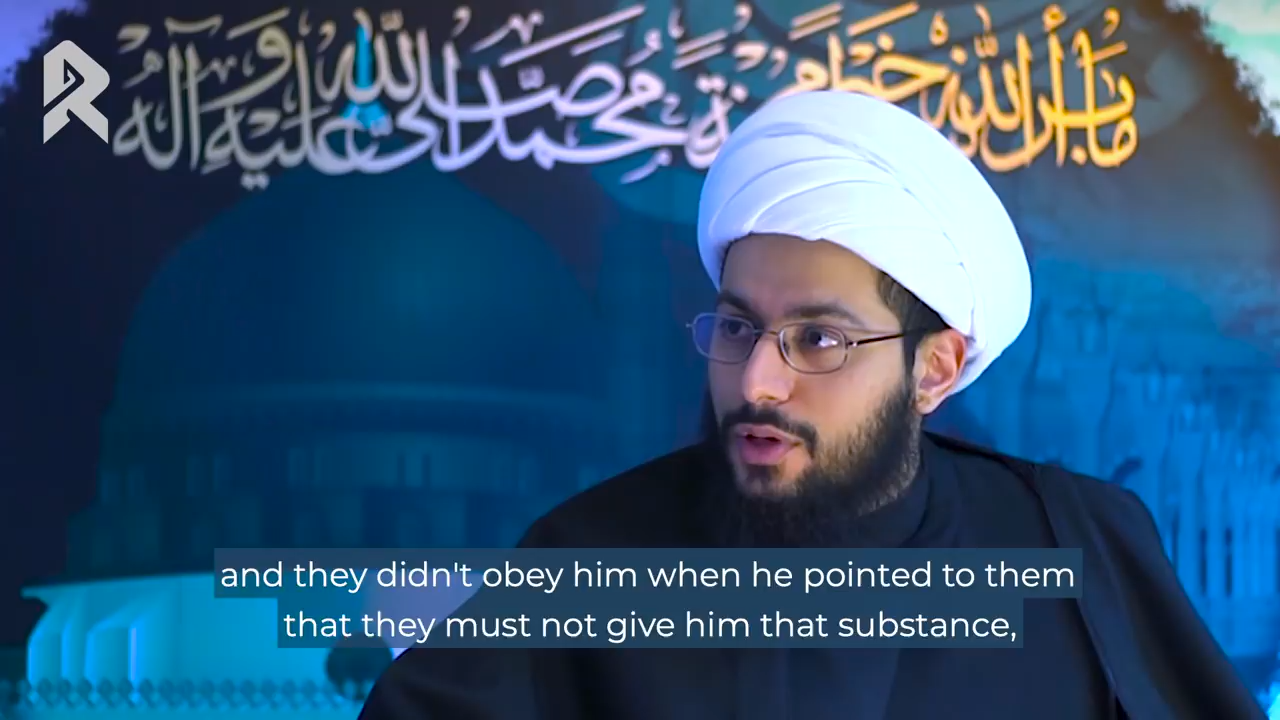 محمد صلى الله عليه وآله
and they didn't obey him when he pointed to them
that they must not give him that substance,